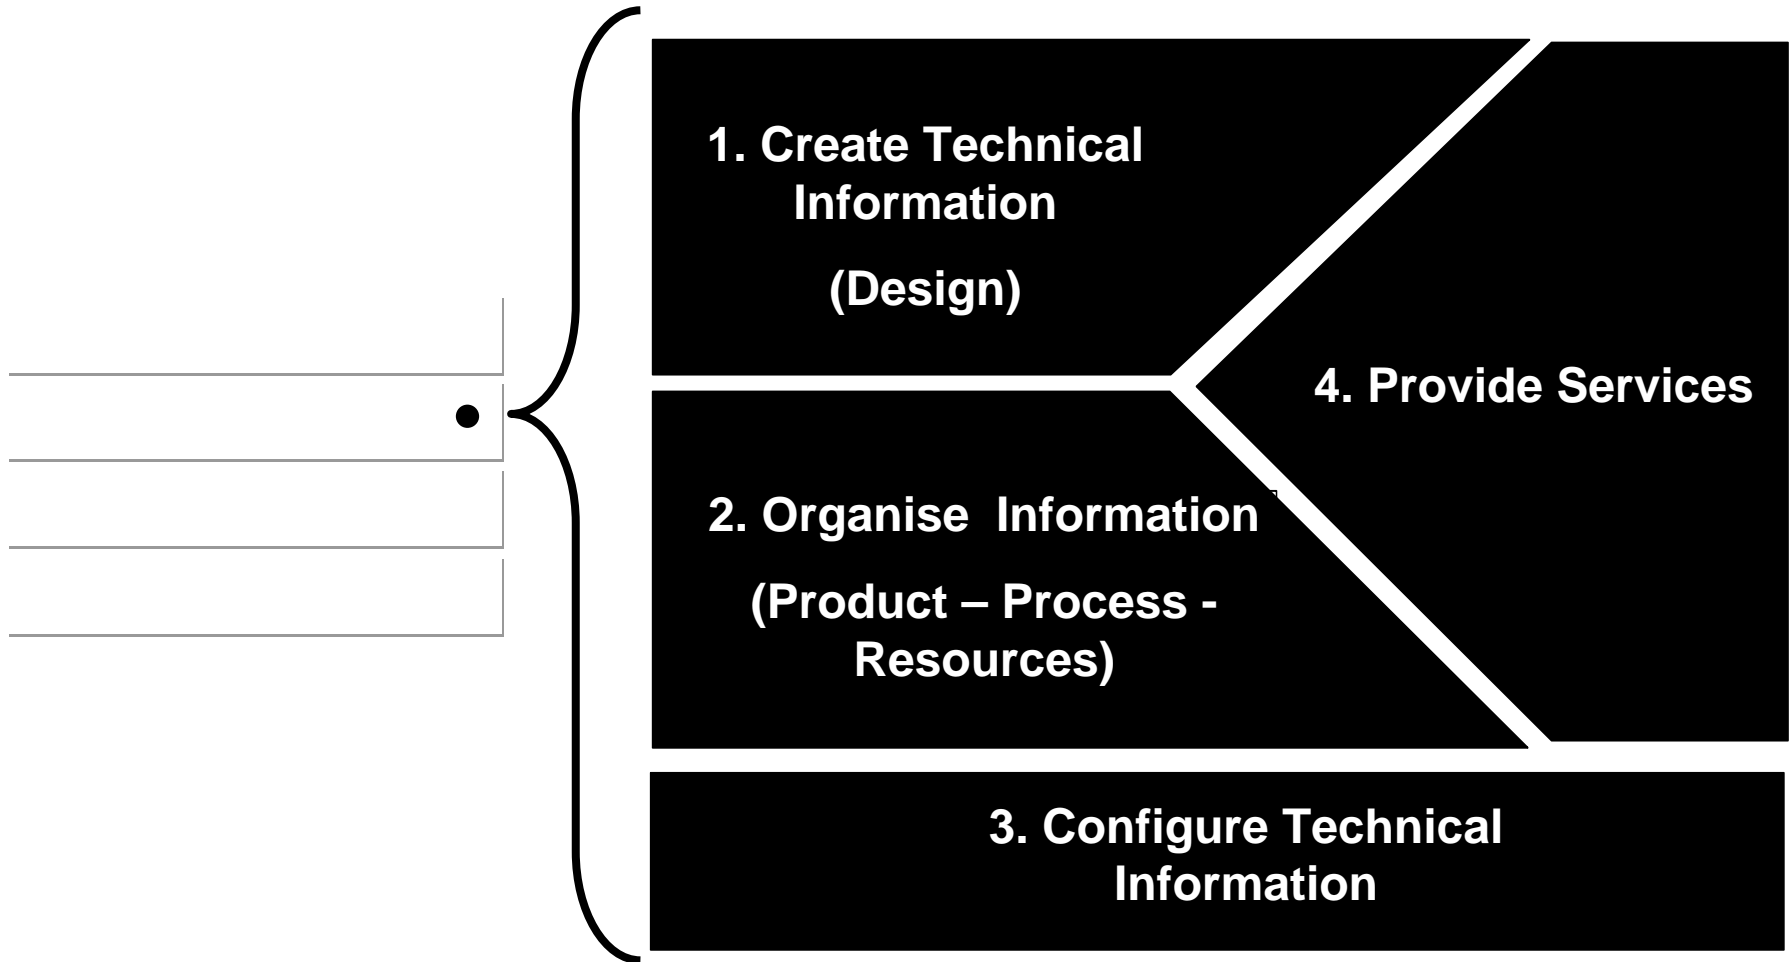 1. Create Technical
Information
(Design)
4. Provide Services
2. Organise  Information
(Product – Process -
Resources)
3. Configure Technical
Information